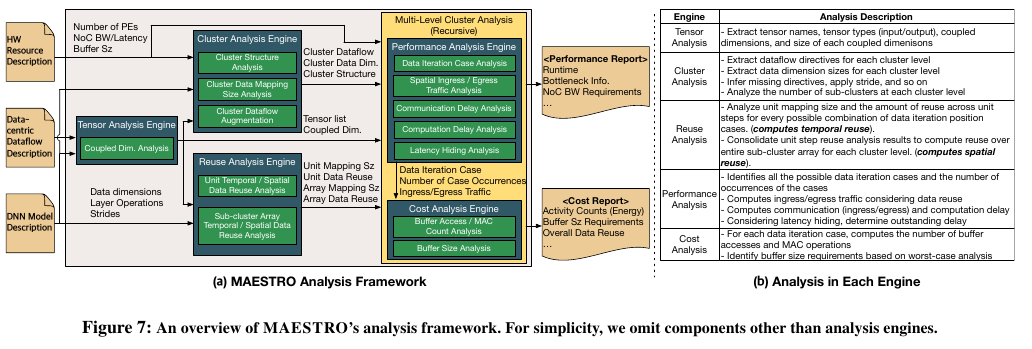 HW
Resource
Description
Data-
centric
Dataflow
Description
DNN Model
Description
Number of PEs
NoC BW/Latency
Buffer Sz
Tensor Analysis Engine
Coupled Dim. Analysis
Data dimensions
Layer Operations
Strides
Cluster Analysis Engine
Cluster Structure
Analysis
Cluster Data Mapping
Size Analysis
Cluster Dataflow
Augmentation
Cluster Dataflow
Cluster Data Dim.
Cluster Structure
Tensor list
Coupled Dim.
Reuse Analysis Engine
Unit Temporal / Spatial
Data Reuse Analysis
Sub-cluster Array
Temporal / Spatial Data
Reuse Analysis
Unit Mapping Sz
Unit Data Reuse
Array Mapping Sz
Array Data Reuse
Multi-Level Cluster Analysis
(Recursive)
Performance Analysis Engine
Data Iteration Case Analysis
Spatial Ingress / Egress
Traffic Analysis
Communication Delay Analysis
Computation Delay Analysis
Latency Hiding Analysis
Data Iteration Case
Number of Case Occurrences
Ingress/Egress Traffic
Cost Analysis Engine
Buffer Access / MAC
Count Analysis
Buffer Size Analysis
<Performance Report>
Runtime
Bottleneck Info.
NoC BW Requirements
...
<Cost Report>
Activity Counts (Energy)
Buffer Sz Requirements
Overall Data Reuse
...
(a) MAESTRO Analysis Framework
Engine
Analysis Description
Tensor
Analysis
- Extract tensor names, tensor types (input/output), coupled
dimensions, and size of each coupled dimensions
Cluster
Analysis
- Extract dataflow directives for each cluster level
- Extract data dimension sizes for each cluster level
- Infer missing directives, apply stride, and so on
- Analyze the number of sub-clusters at each cluster level
Reuse
Analysis
- Analyze unit mapping size and the amount of reuse across unit
steps for every possible combination of data iteration position
cases. (computes temporal reuse).
- Consolidate unit step reuse analysis results to compute reuse over
entire sub-cluster array for each cluster level. (computes spatial
reuse).
Performance
Analysis
- Identifies all the possible data iteration cases and the number of
occurrences of the cases
- Computes ingress/egress traffic considering data reuse
- Computes communication (ingress/egress) and computation delay
- Considering latency hiding, determine outstanding delay
Cost
Analysis
- For each data iteration case, computes the number of buffer
accesses and MAC operations
- Identify buffer size requirements based on worst-case analysis
(b) Analysis in Each Engine
Figure 7: An overview of MAESTRO's analysis framework. For simplicity, we omit components other than analysis engines.